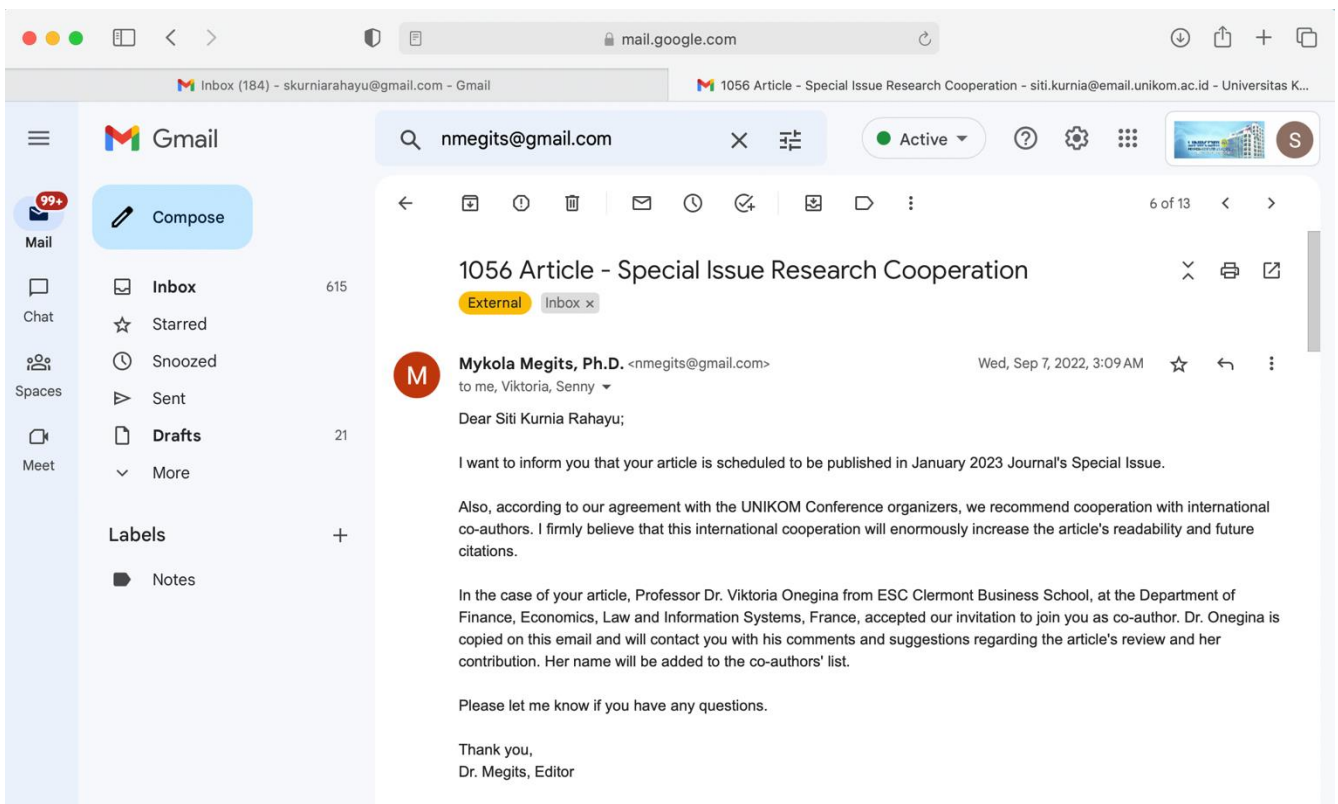 mail.google.com
Inbox (184) - skurniarahayu@gmail.com - Gmail
1056 Article - Special Issue Research Cooperation - siti.kurnia@email.unikom.ac.id - Universitas K...
Gmail
nmegits@gmail.com
Active
S
99+
Mail
Compose
6 of 13
Chat
Inbox 615
Starred
Snoozed
Spaces
Sent
Meet
Drafts 21
More
Labels
Notes
1056 Article - Special Issue Research Cooperation
External Inbox x
M
Mykola Megits, Ph.D. <nmegits@gmail.com> Wed, Sep 7, 2022, 3:09 AM
to me, Viktoria, Senny
Dear Siti Kurnia Rahayu;
I want to inform you that your article is scheduled to be published in January 2023 Journal's Special Issue.
Also, according to our agreement with the UNIKOM Conference organizers, we recommend cooperation with international
co-authors. I firmly believe that this international cooperation will enormously increase the article's readability and future
citations.
In the case of your article, Professor Dr. Viktoria Onegina from ESC Clermont Business School, at the Department of
Finance, Economics, Law and Information Systems, France, accepted our invitation to join you as co-author. Dr. Onegina is
copied on this email and will contact you with his comments and suggestions regarding the article's review and her
contribution. Her name will be added to the co-authors' list.
Please let me know if you have any questions.
Thank you,
Dr. Megits, Editor